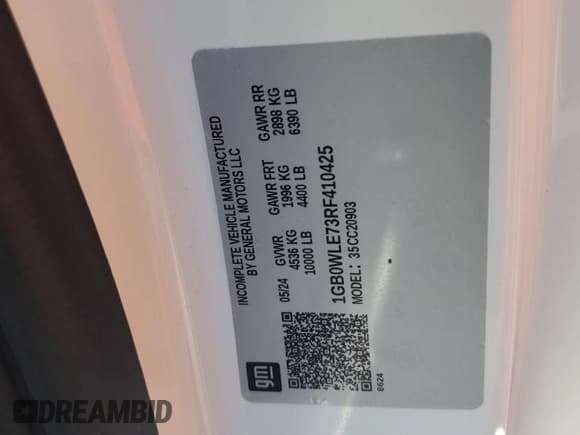 INCOMPLETE VEHICLE MANUFACTURED
BY GENERAL MOTORS LLC
05/24 GVWR GAWR FRT GAWR RR
4536 KG 1996 KG 2898 KG
10000 LB 4400 LB 6390 LB
1GB0WLE73RF410425
MODEL: 35CC20903
gm
8624
DREAMBID